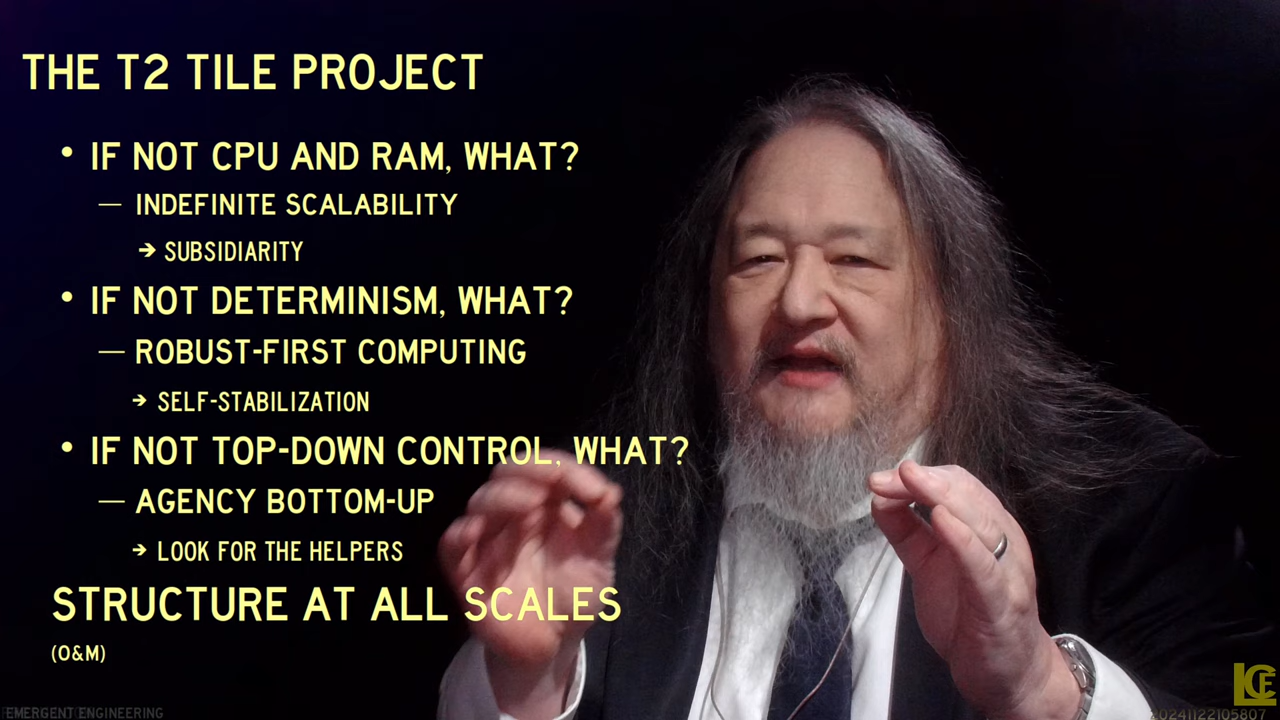 THE T2 TILE PROJECT
• IF NOT CPU AND RAM, WHAT?
— INDEFINITE SCALABILITY
➔ SUBSIDIARITY
• IF NOT DETERMINISM, WHAT?
— ROBUST-FIRST COMPUTING
➔ SELF-STABILIZATION
• IF NOT TOP-DOWN CONTROL, WHAT?
— AGENCY BOTTOM-UP
➔ LOOK FOR THE HELPERS
STRUCTURE AT ALL SCALES
(O&M)
EMERGENT ENGINEERING
20241122105807